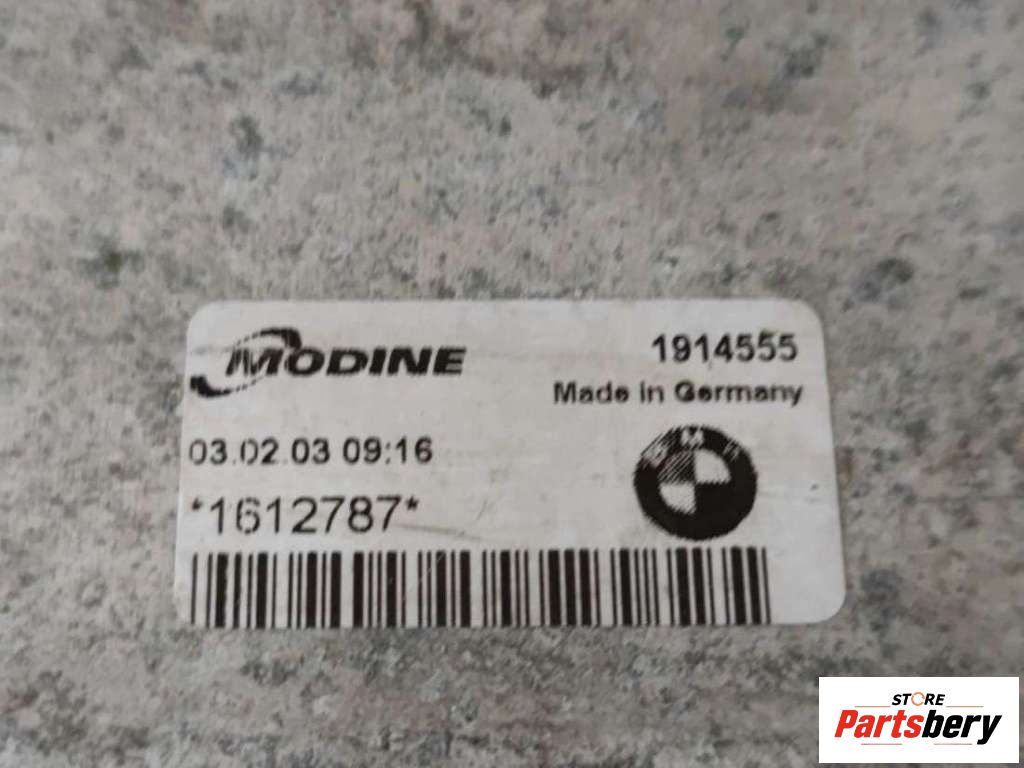 MODINE
1914555
Made in Germany
03.02.03 09:16
*1612787*
BMW
STORE
Partsbery